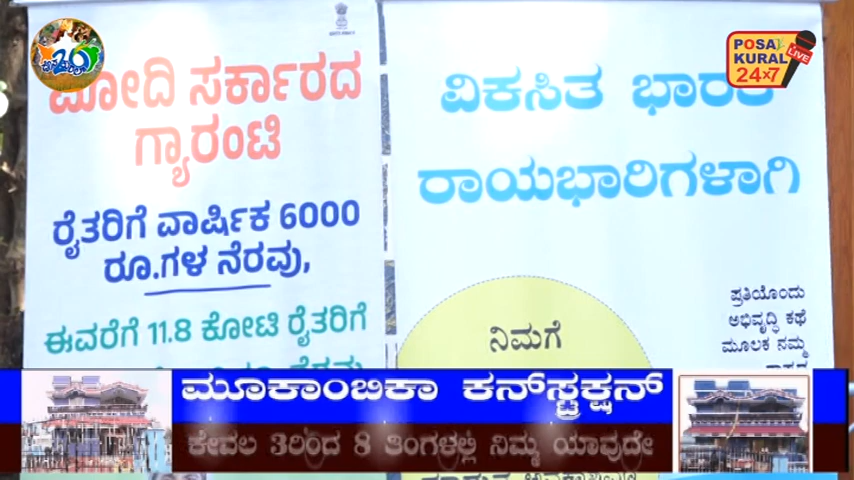 ಮೋದಿ ಸರ್ಕಾರದ
ಗ್ಯಾರಂಟಿ
ರೈತರಿಗೆ ವಾರ್ಷಿಕ 6000
ರೂ.ಗಳ ನೆರವು,
ಈವರೆಗೆ 11.8 ಕೋಟಿ ರೈತರಿಗೆ
ವಿಕಸಿತ ಭಾರತ
ರಾಯಭಾರಿಗಳಾಗಿ
ನಿಮಗೆ
ಪ್ರತಿಯೊಂದು
ಅಭಿವೃದ್ಧಿ ಕಥೆ
ಮೂಲಕ ನಮ್ಮ
POSA
KURAL
24x7
LIVE
ಮೂಕಾಂಬಿಕಾ ಕನ್‌ಸ್ಟ್ರಕ್ಷನ್
ಕೇವಲ 3ರಿಂದ 8 ತಿಂಗಳಲ್ಲಿ ನಿಮ್ಮ ಯಾವುದೇ